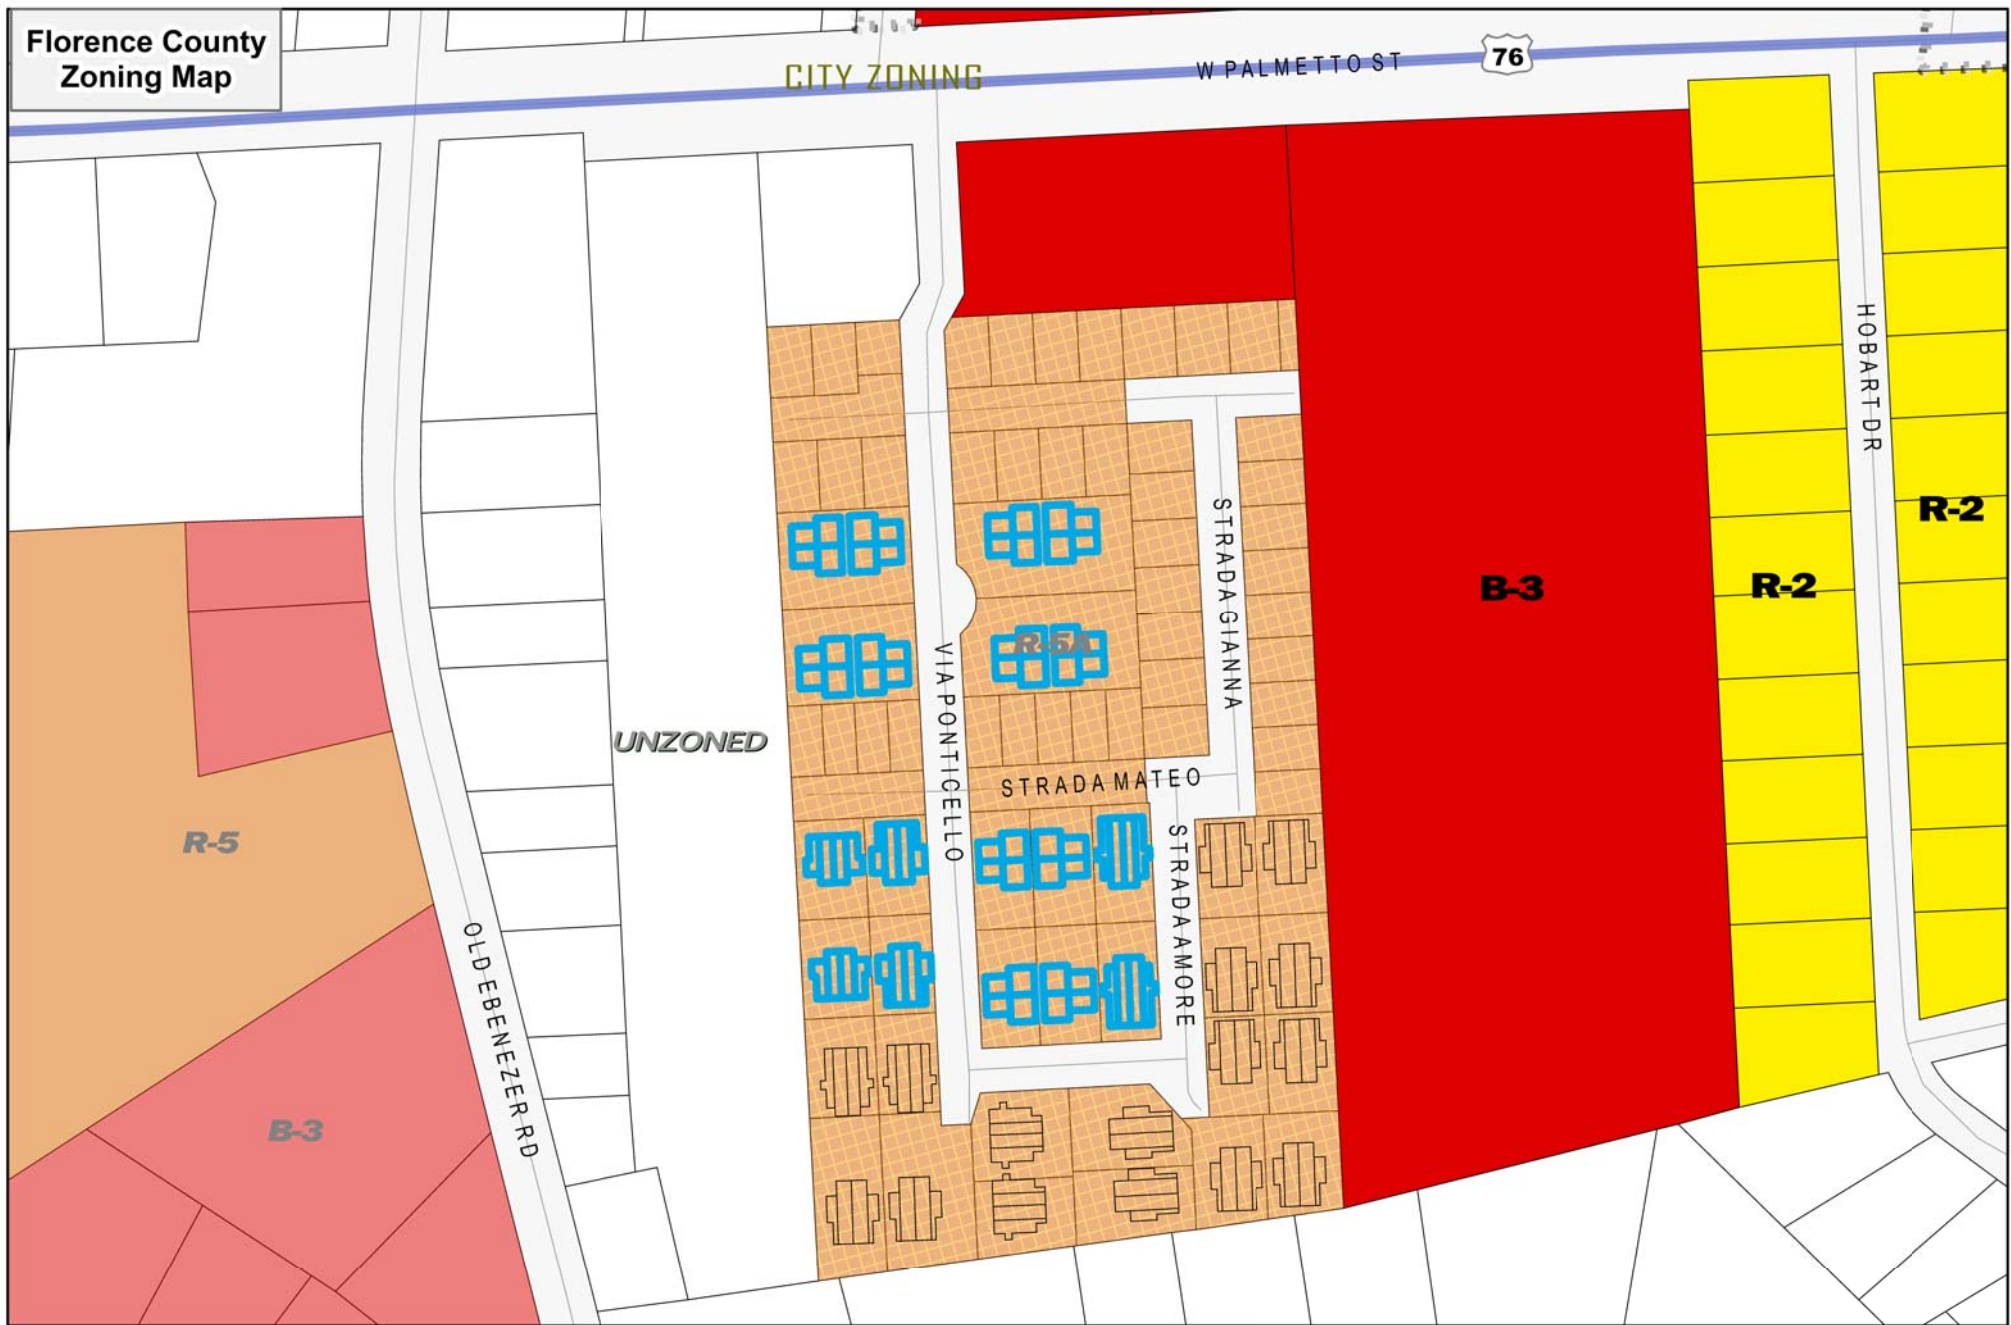 Florence County
Zoning Map
CITY ZONING
W PALMETTO ST
76
HOBART DR
R-2
R-2
B-3
STRADA GIANNA
R-5A
VIA PONTICELLO
UNZONED
STRADA MATEO
STRADA AMORE
R-5
OLD EBENEZER RD
B-3